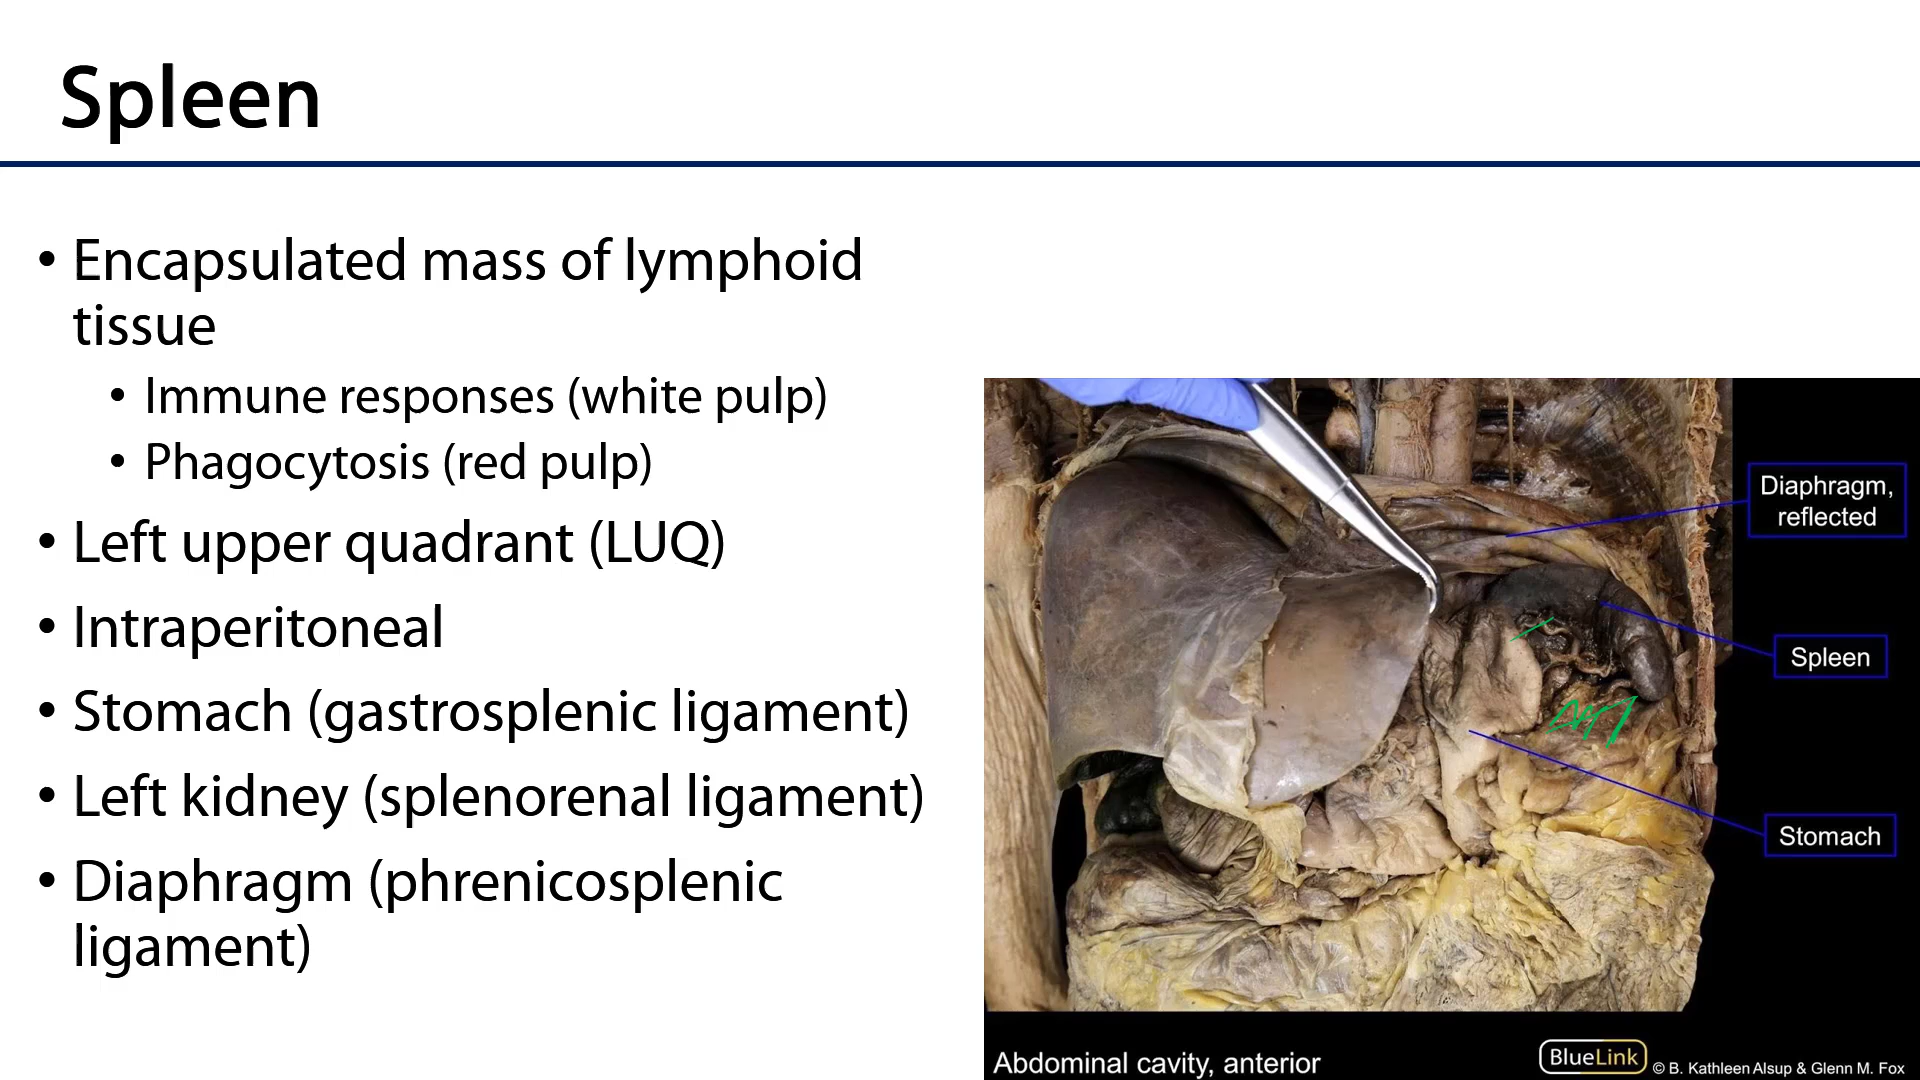 Spleen
• Encapsulated mass of lymphoid
tissue
• Immune responses (white pulp)
• Phagocytosis (red pulp)
• Left upper quadrant (LUQ)
• Intraperitoneal
• Stomach (gastrosplenic ligament)
• Left kidney (splenorenal ligament)
• Diaphragm (phrenicosplenic
ligament)
Diaphragm,
reflected
Spleen
Stomach
Abdominal cavity, anterior
BlueLink © B. Kathleen Alsup & Glenn M. Fox